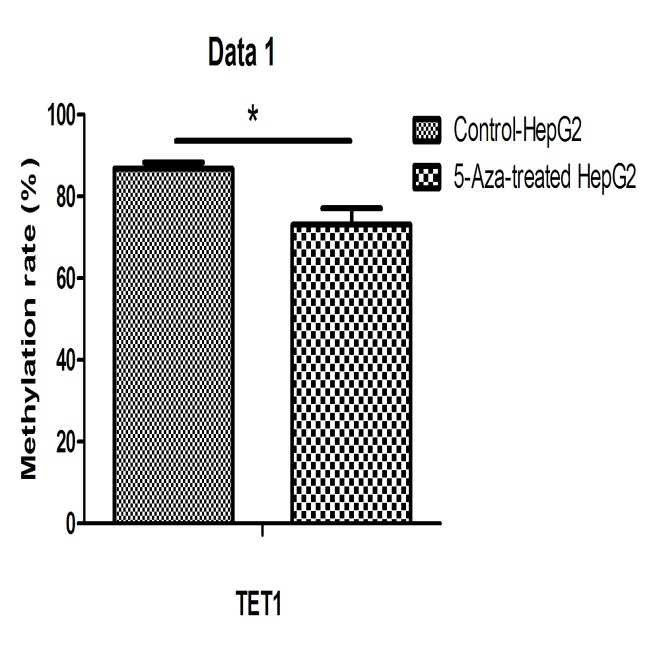 Data 1
*
Control-HepG2
5-Aza-treated HepG2
Methylation rate (%)
100
80
60
40
20
0
TET1